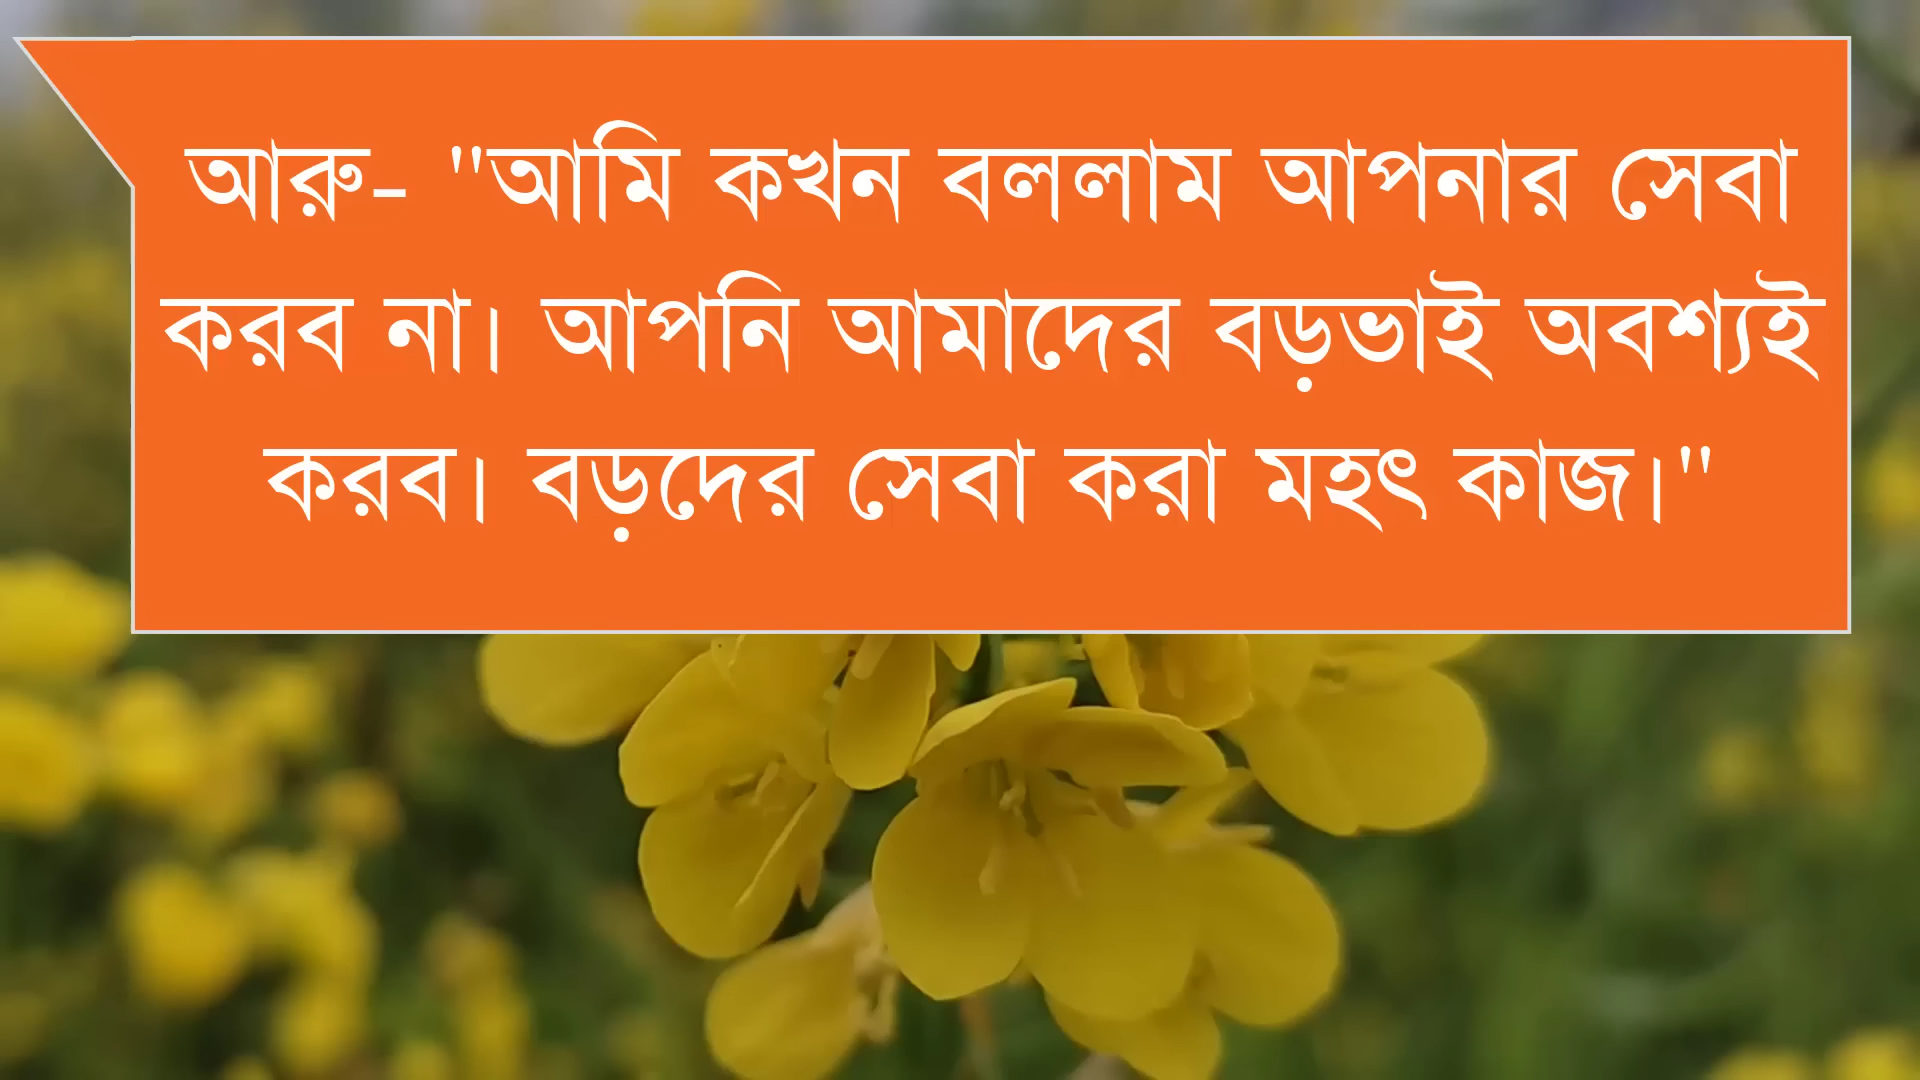 আরু- "আমি কখন বললাম আপনার সেবা
করব না। আপনি আমাদের বড়ভাই অবশ্যই
করব। বড়দের সেবা করা মহৎ কাজ।"